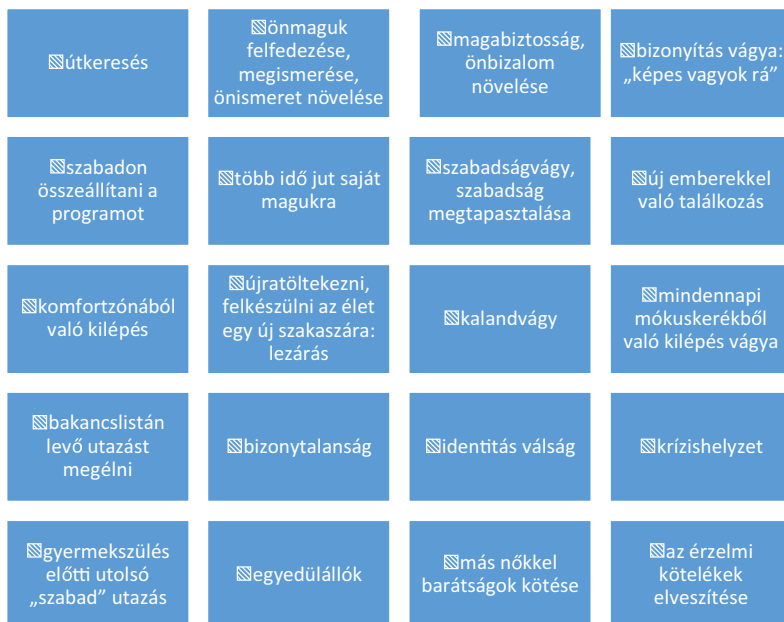 útkeresés
önmaguk
felfedezése,
megismerése,
önismeret növelése
magabiztosság,
önbizalom
növelése
bizonyítás vágya:
„képes vagyok rá”
szabadon
összeállítani a
programot
több idő jut saját
magukra
szabadságvágy,
szabadság
megtapasztalása
új emberekkel
való találkozás
komfortzónából
való kilépés
újratöltekezni,
felkészülni az élet
egy új szakaszára:
lezárás
kalandvágy
mindennapi
mókuskerékből
való kilépés vágya
bakancslistán
levő utazást
megélni
bizonytalanság
identitás válság
krízishelyzet
gyermekszülés
előtti utolsó
„szabad” utazás
egyedülállók
más nőkkel
barátságok kötése
az érzelmi
kötelékek
elveszítése